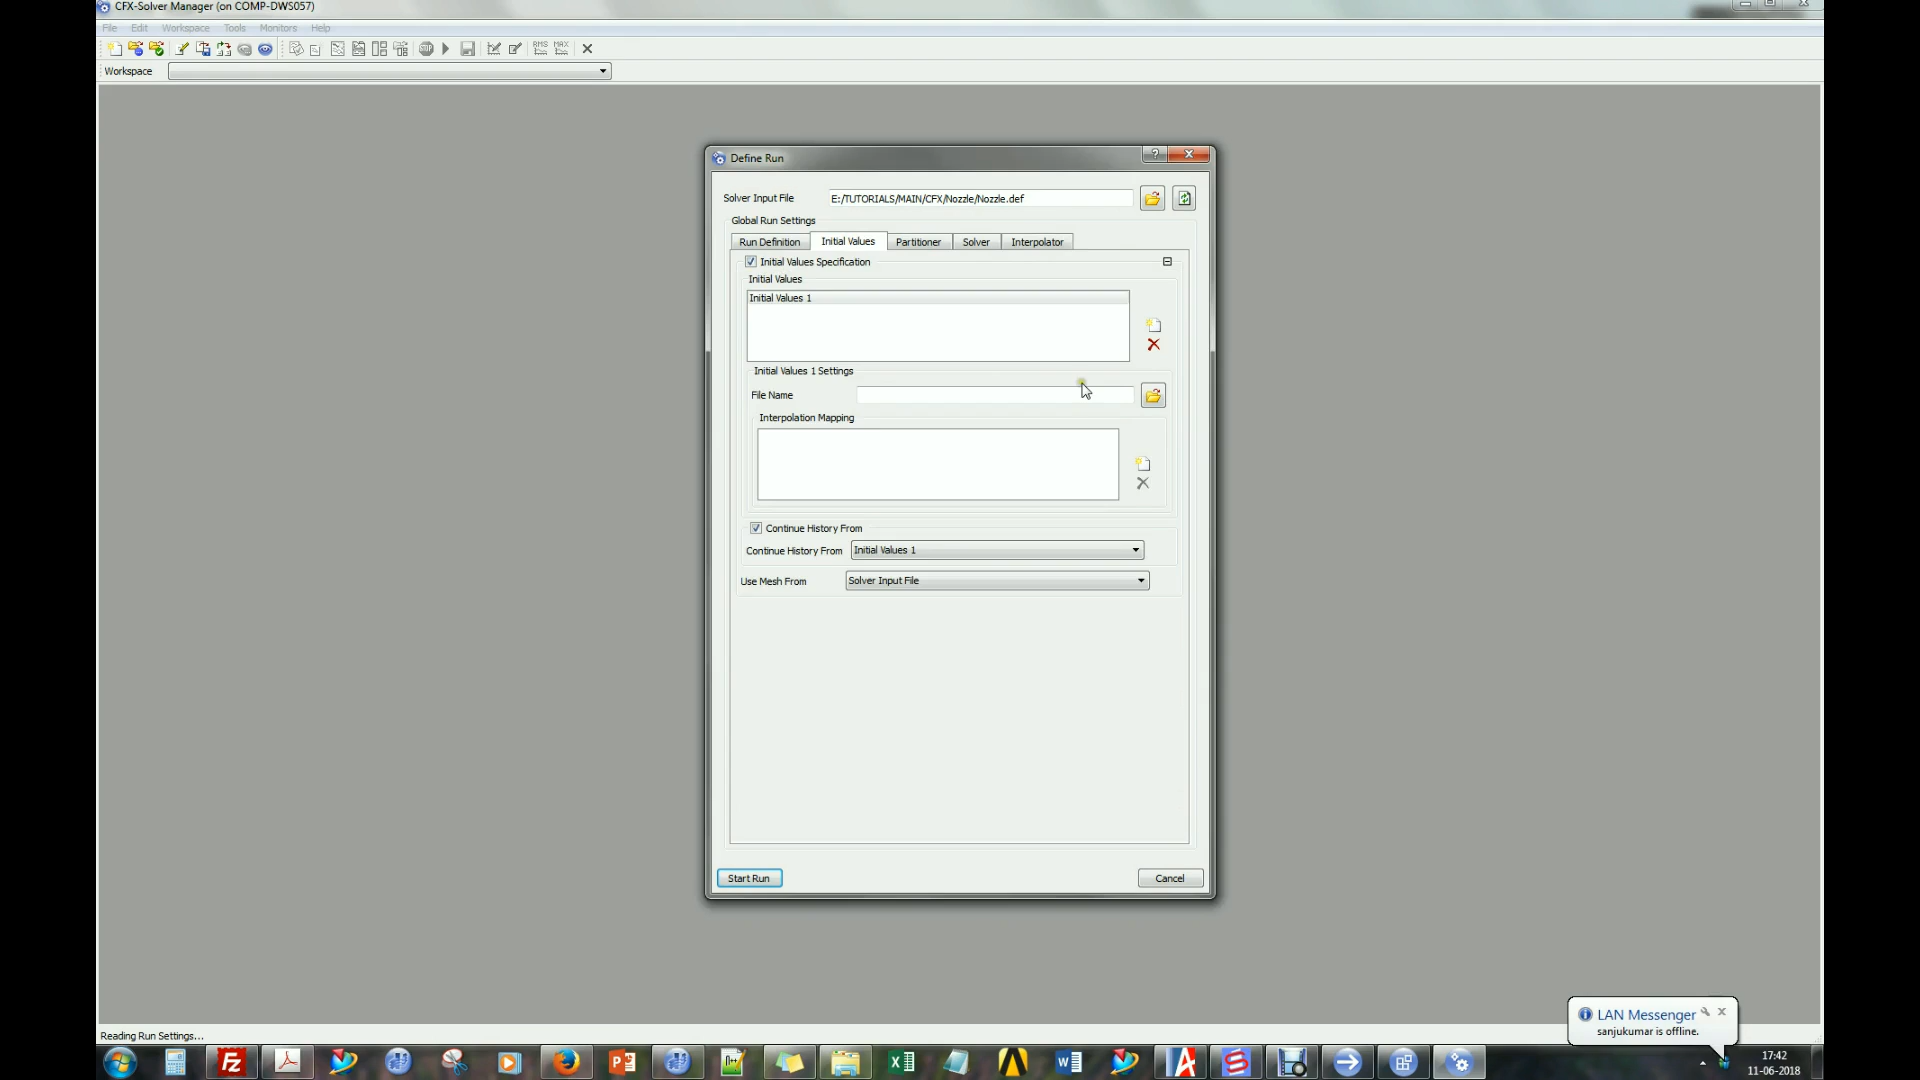 CFX-Solver Manager (on COMP-DWS057)
File Edit Workspace Tools Monitors Help
RMS MAX
Workspace
Define Run
Solver Input File E:/TUTORIALS/MAIN/CFX/Nozzle/Nozzle.def
Global Run Settings
Run Definition Initial Values Partitioner Solver Interpolator
Initial Values Specification
Initial Values
Initial Values 1
Initial Values 1 Settings
File Name
Interpolation Mapping
Continue History From
Continue History From Initial Values 1
Use Mesh From Solver Input File
Start Run Cancel
LAN Messenger
sanjukumar is offline.
Reading Run Settings...
17:42
11-06-2018